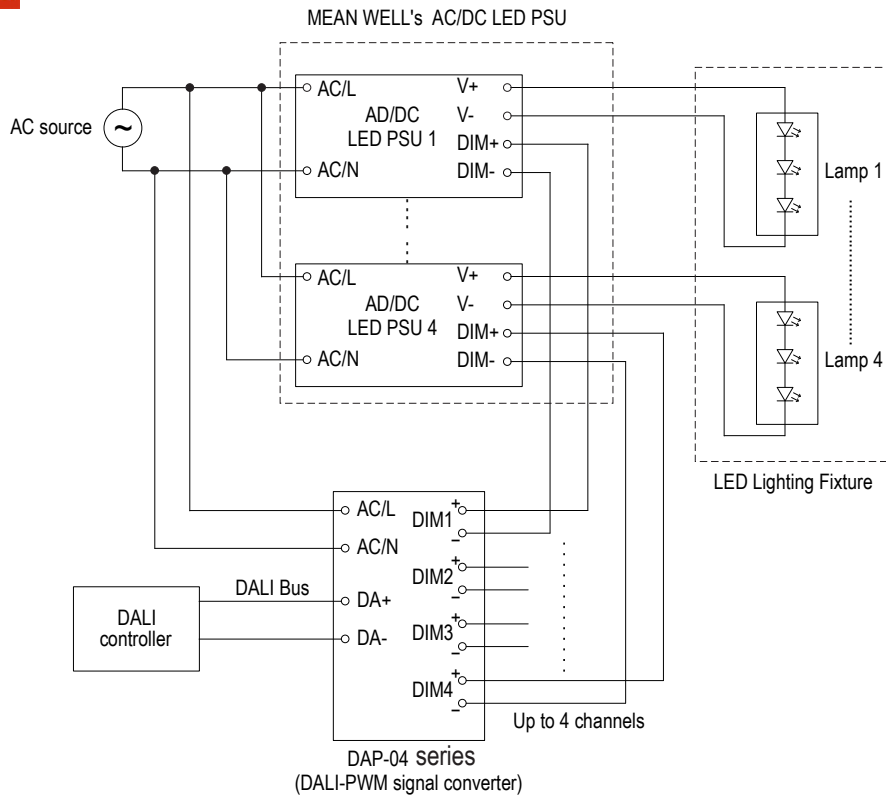 MEAN WELL's AC/DC LED PSU
AC source
~
AC/L
AC/N
AD/DC
LED PSU 1
V+
V-
DIM+
DIM-
Lamp 1
AC/L
AC/N
AD/DC
LED PSU 4
V+
V-
DIM+
DIM-
Lamp 4
LED Lighting Fixture
AC/L
AC/N
DA+
DA-
DIM1
+
-
DIM2
+
-
DIM3
+
-
DIM4
+
-
DALI Bus
DALI
controller
Up to 4 channels
DAP-04 series
(DALI-PWM signal converter)